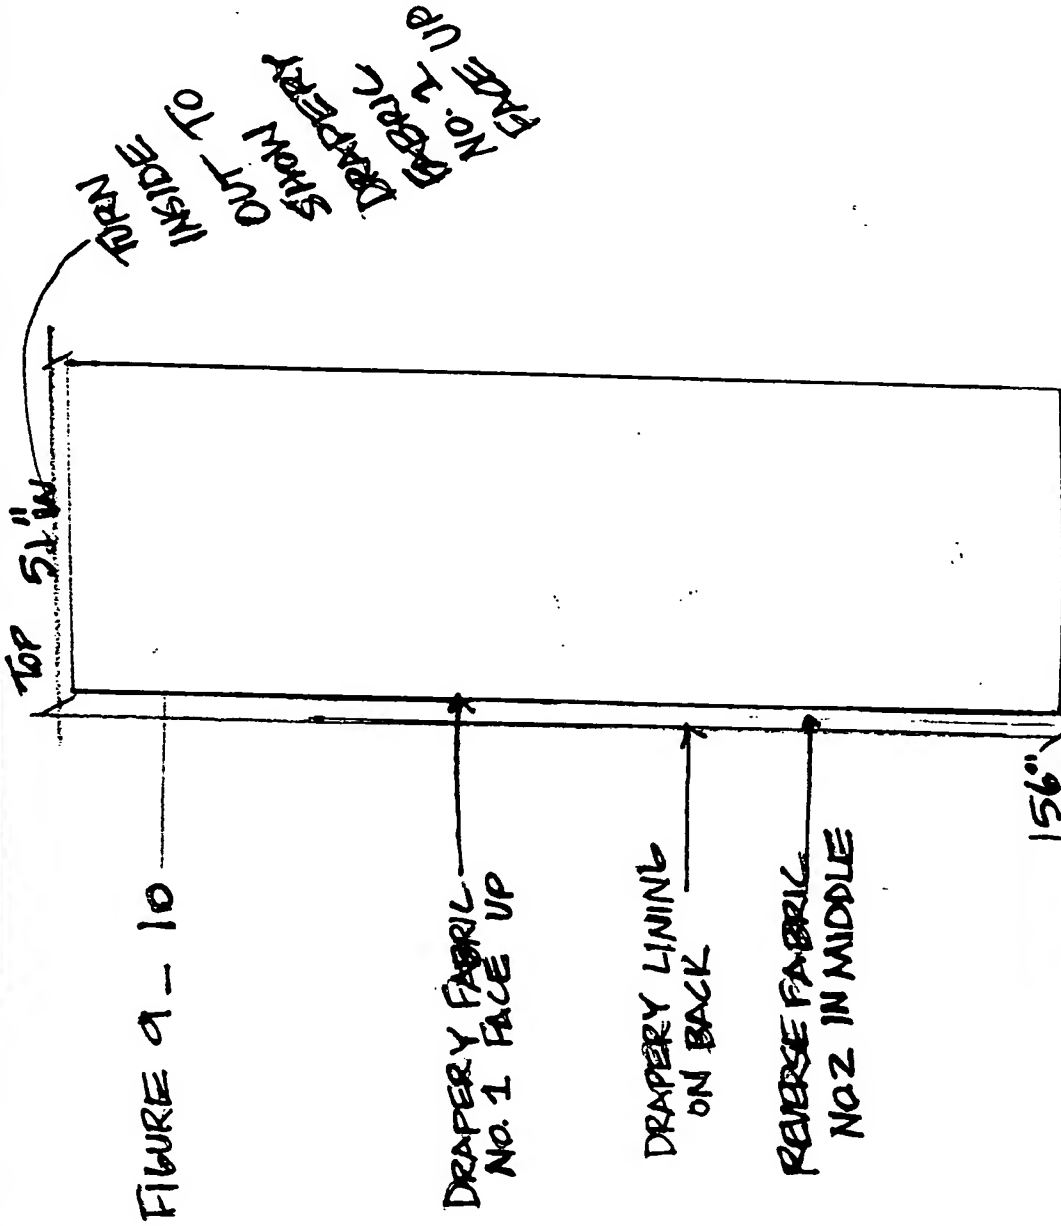 TOP 51"
TURN
INSIDE
OUT TO
SHOW
DRAPERY
FABRIC
NO. 1
FACE UP
FIGURE 9 - 10
DRAPERY FABRIC
NO. 1 FACE UP
DRAPERY LINING
ON BACK
REVERSE FABRIC
NO2 IN MIDDLE
156"